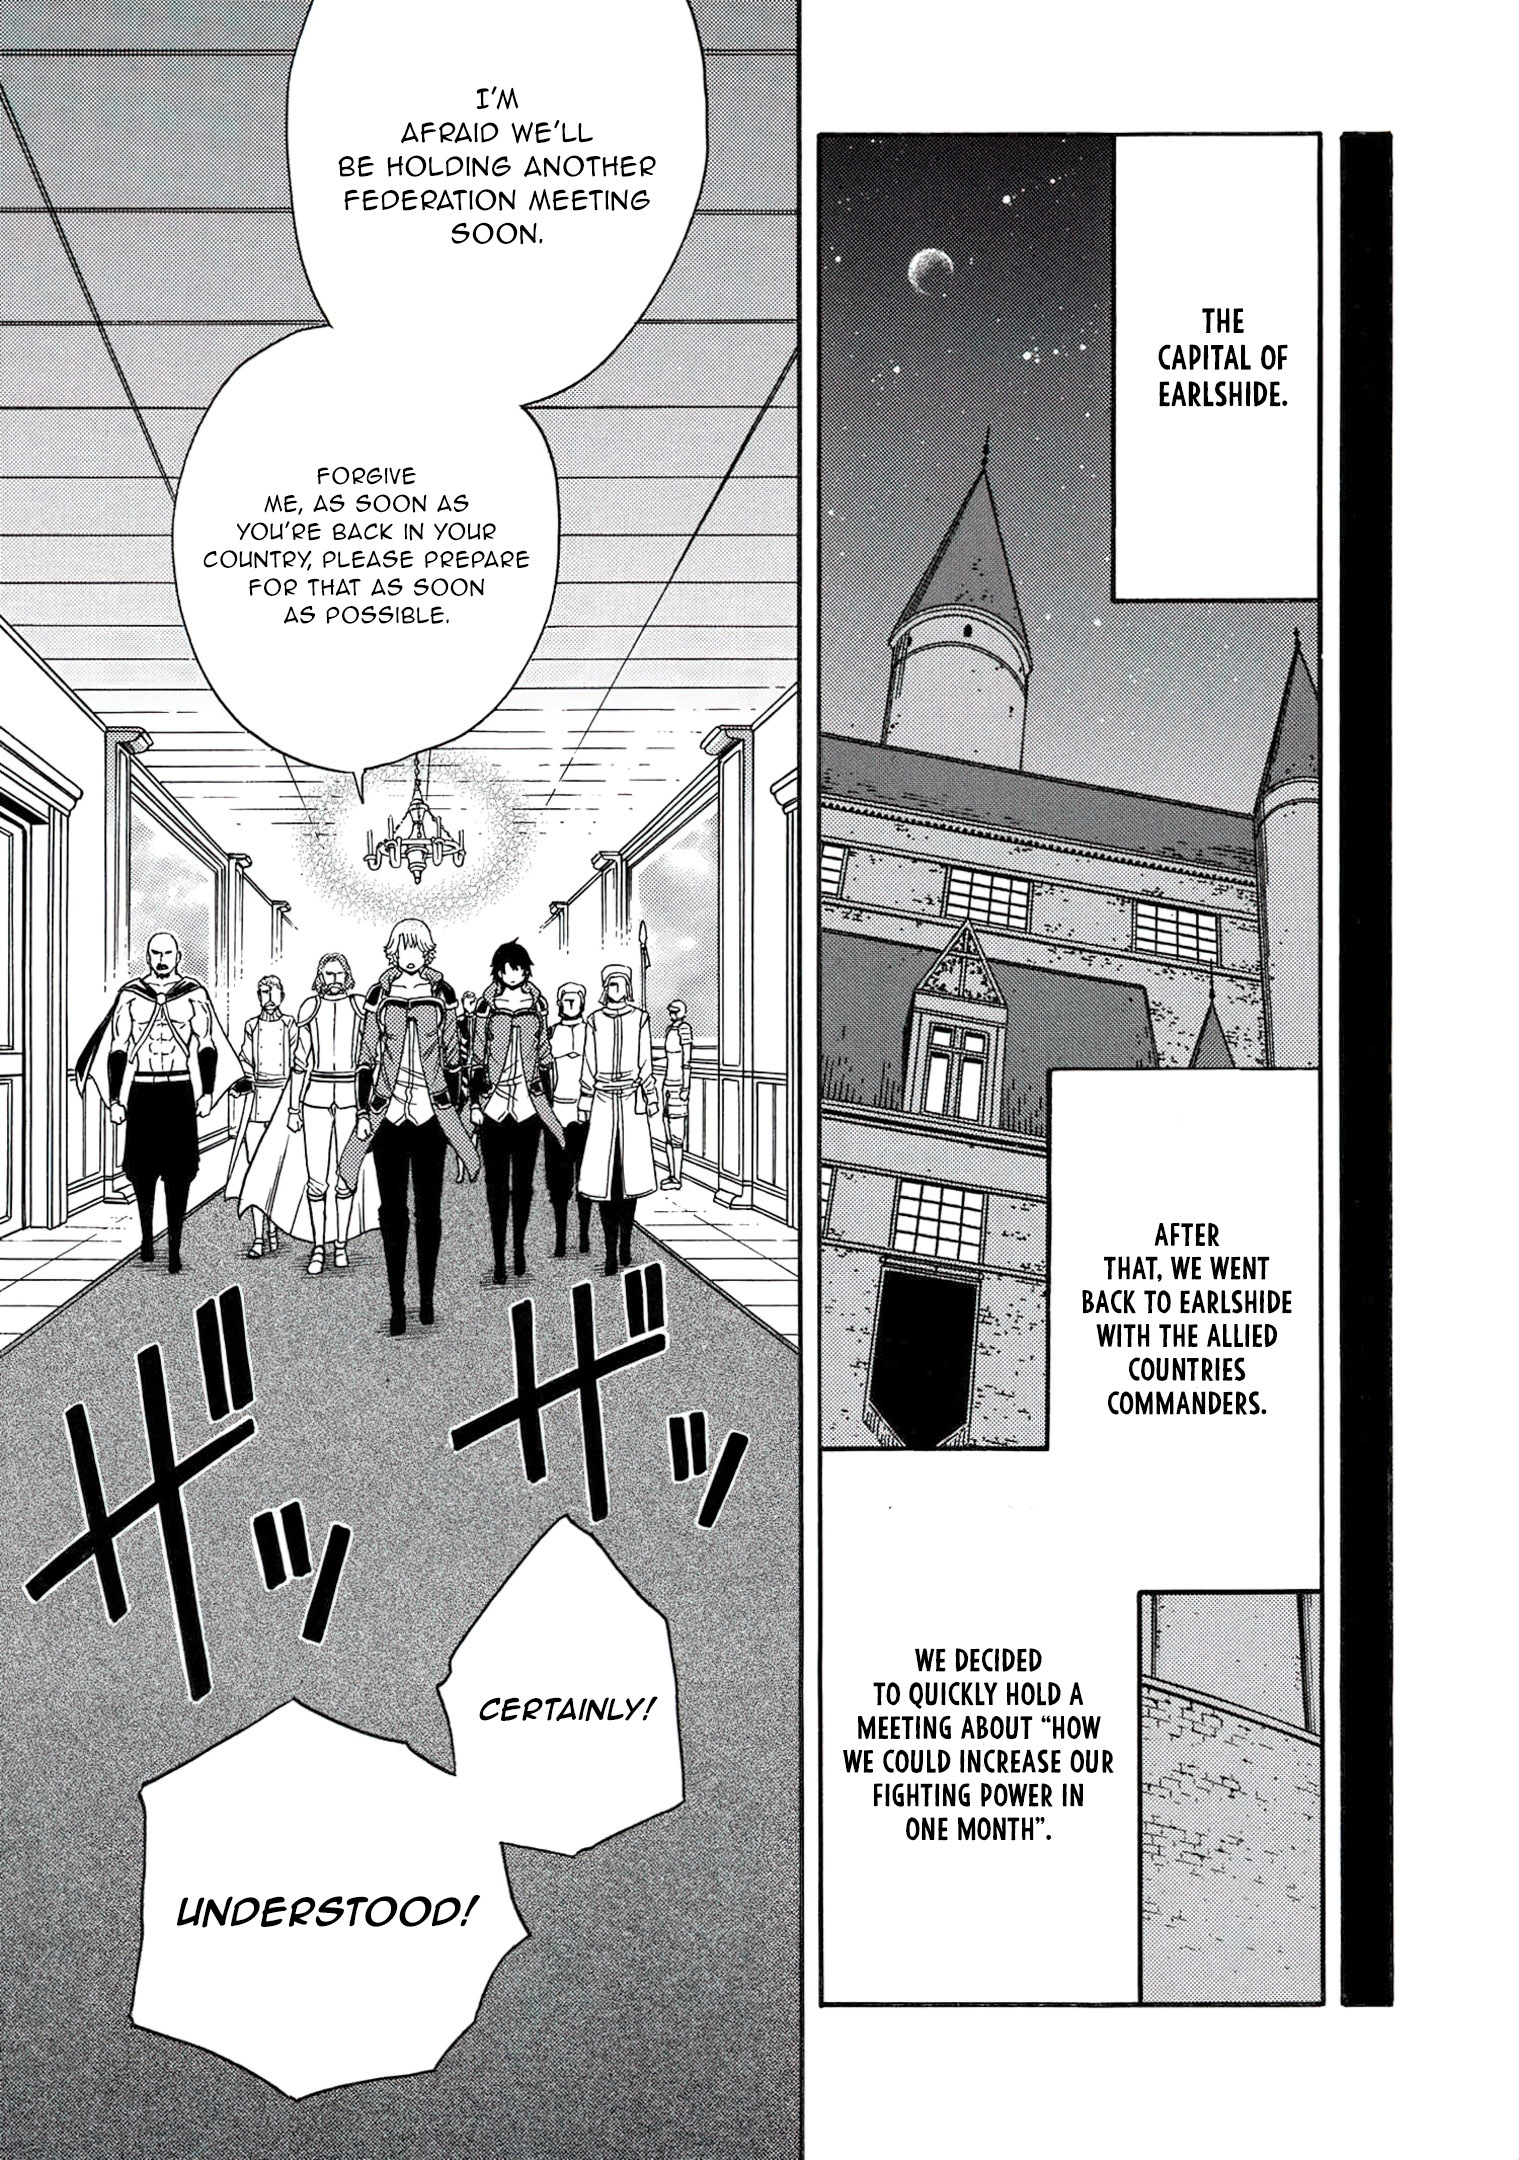 THE
CAPITAL OF
EARLSHIDE.
AFTER
THAT, WE WENT
BACK TO EARLSHIDE
WITH THE ALLIED
COUNTRIES
COMMANDERS.
WE DECIDED
TO QUICKLY HOLD A
MEETING ABOUT “HOW
WE COULD INCREASE OUR
FIGHTING POWER IN
ONE MONTH”.
I'M
AFRAID WE'LL
BE HOLDING ANOTHER
FEDERATION MEETING
SOON.
FORGIVE
ME, AS SOON AS
YOU'RE BACK IN YOUR
COUNTRY, PLEASE PREPARE
FOR THAT AS SOON
AS POSSIBLE.
ザッ
ザッ
CERTAINLY!
UNDERSTOOD!